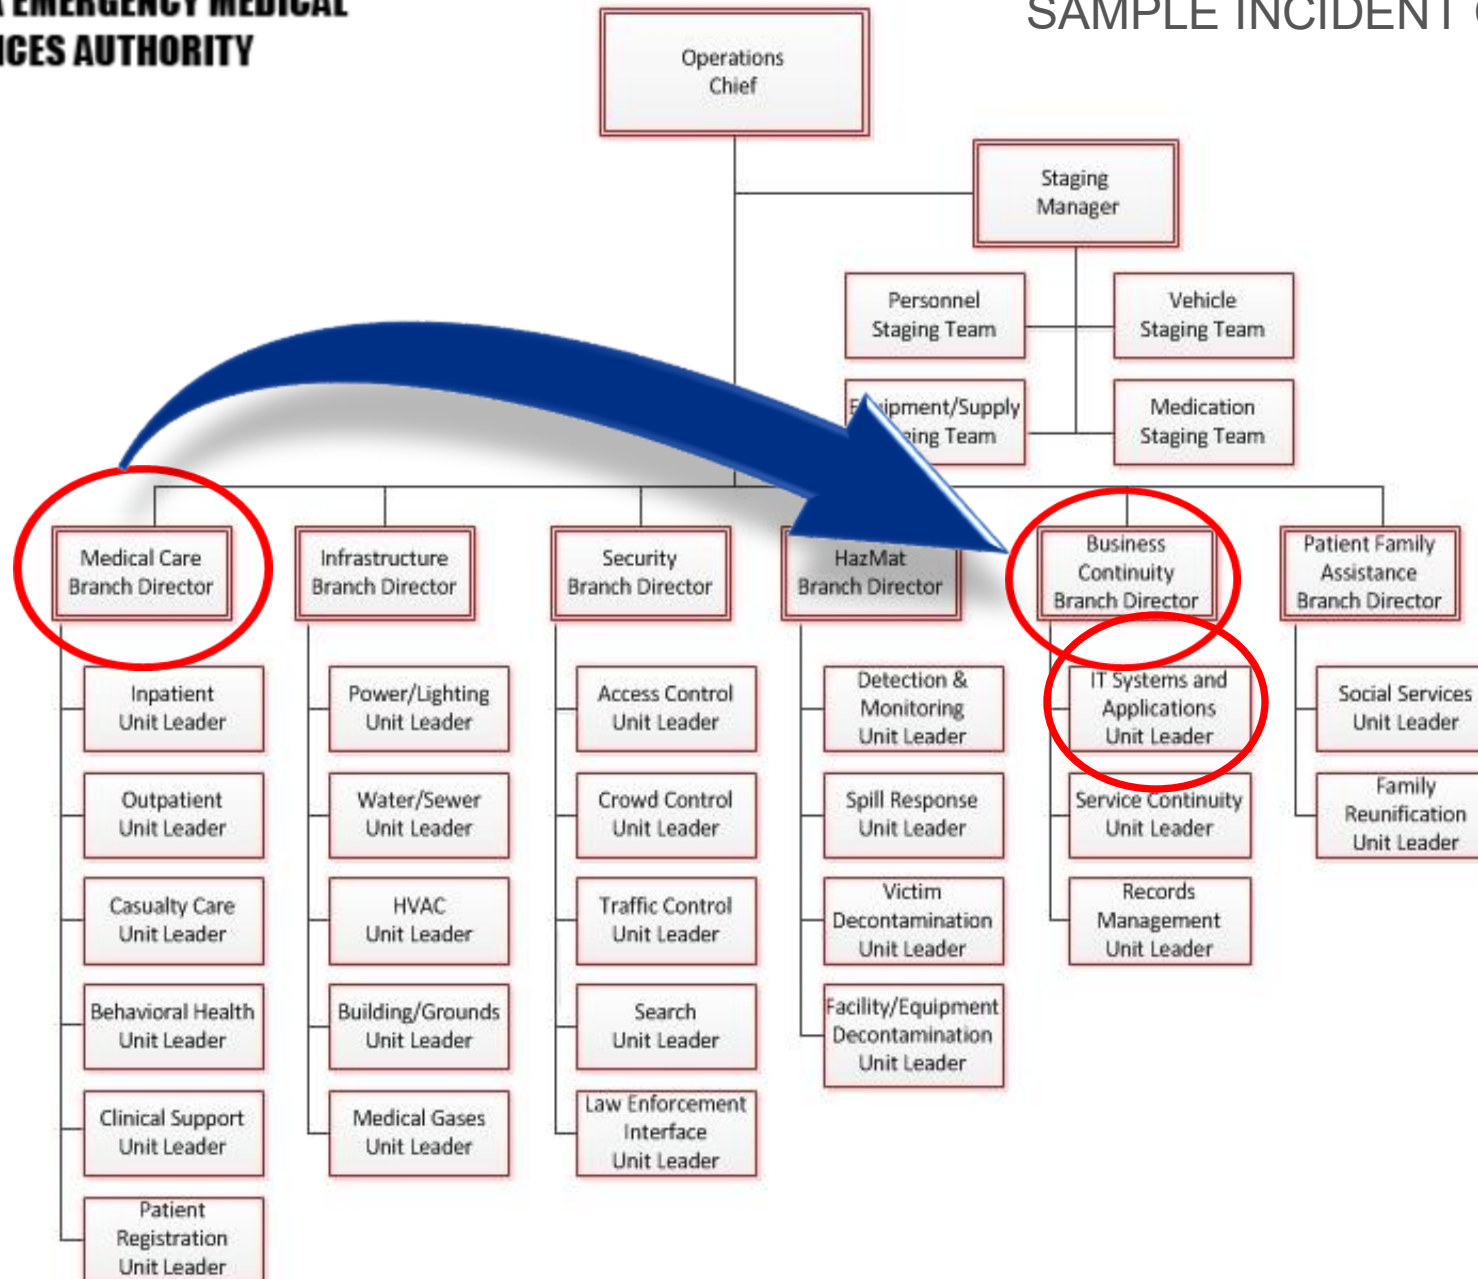 EMERGENCY MEDICAL
SAMPLE INCIDENT
AUTHORITY
Operations
Chief
Staging
Manager
Personnel
Staging Team
Vehicle
Staging Team
Supply
Team
Medication
Staging Team
Medical Care
Branch Director
Infrastructure
Branch Director
Security
Branch Director
HazMat
Branch Director
Business
Continuity
Branch Director
Patient Family
Assistance
Branch Director
Inpatient
Unit Leader
Outpatient
Unit Leader
Casualty Care
Unit Leader
Behavioral Health
Unit Leader
Clinical Support
Unit Leader
Patient
Registration
Unit Leader
Power/Lighting
Unit Leader
Water/Sewer
Unit Leader
HVAC
Unit Leader
Building/Grounds
Unit Leader
Medical Gases
Unit Leader
Access Control
Unit Leader
Crowd Control
Unit Leader
Traffic Control
Unit Leader
Search
Unit Leader
Law Enforcement
Interface
Unit Leader
Detection &
Monitoring
Unit Leader
Spill Response
Unit Leader
Victim
Decontamination
Unit Leader
Facility/Equipment
Decontamination
Unit Leader
IT Systems and
Applications
Unit Leader
Service Continuity
Unit Leader
Records
Management
Unit Leader
Social Services
Unit Leader
Family
Reunification
Unit Leader